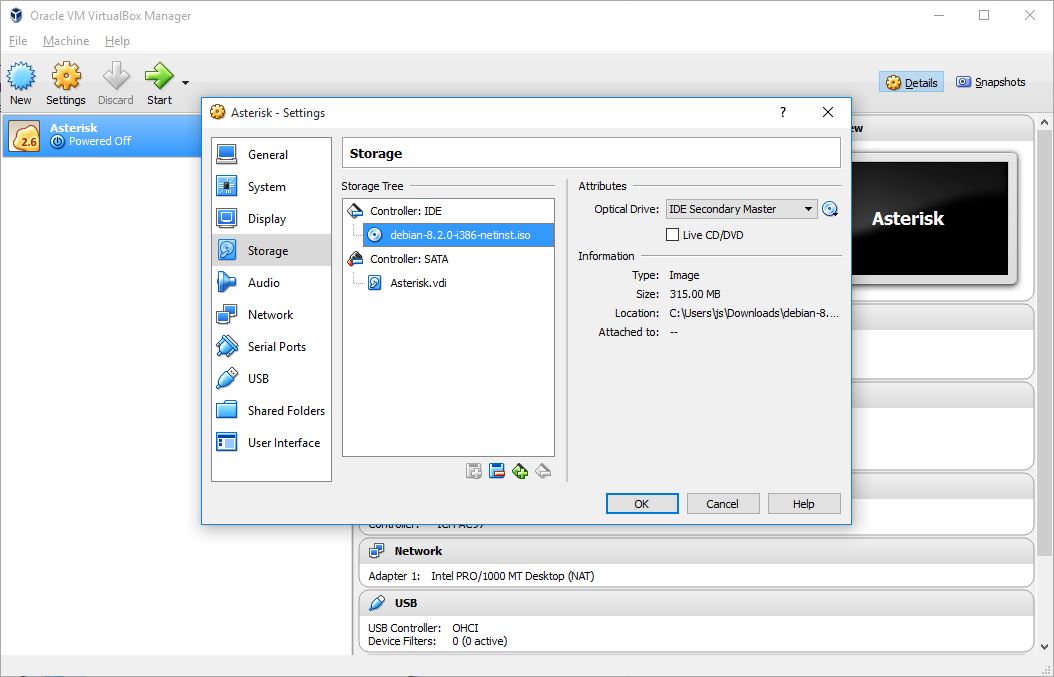 Oracle VM VirtualBox Manager
File Machine Help
New Settings Discard Start Details Snapshots
2.6
Asterisk
Powered Off
Asterisk - Settings ?
General
System
Display
Storage
Audio
Network
Serial Ports
USB
Shared Folders
User Interface
Storage
Storage Tree
Controller: IDE
debian-8.2.0-i386-netinst.iso
Controller: SATA
Asterisk.vdi
Attributes
Optical Drive: IDE Secondary Master
Live CD/DVD
Information
Type: Image
Size: 315.00 MB
Location: C:\Users\js\Downloads\debian-8....
Attached to: --
OK Cancel Help
Asterisk
Network
Adapter 1: Intel PRO/1000 MT Desktop (NAT)
USB
USB Controller: OHCI
Device Filters: 0 (0 active)